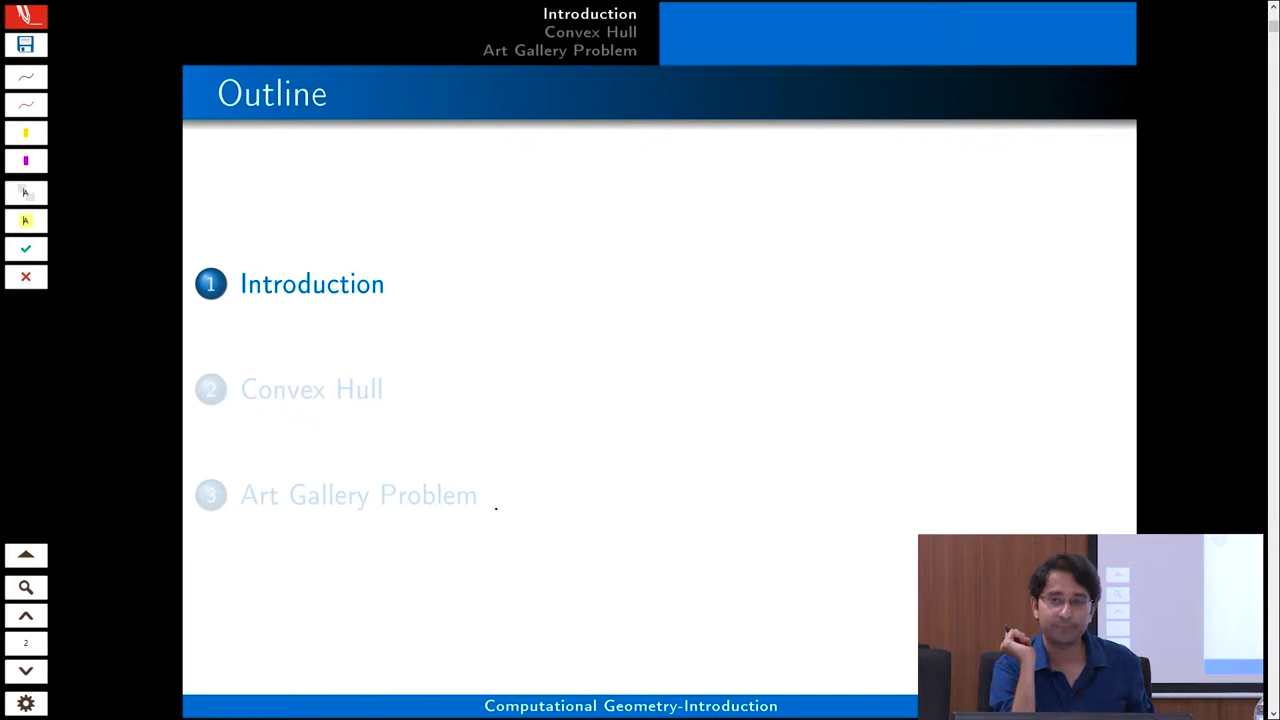 Introduction
Convex Hull
Art Gallery Problem
Outline
1 Introduction
2 Convex Hull
3 Art Gallery Problem
2
Computational Geometry-Introduction